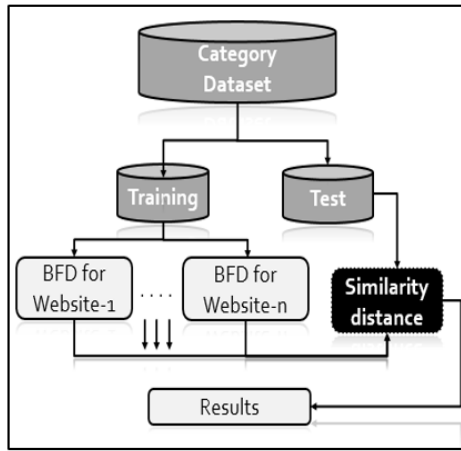 Category
Dataset
Training
Test
BFD for
Website-1
. . . .
BFD for
Website-n
Similarity
distance
Results